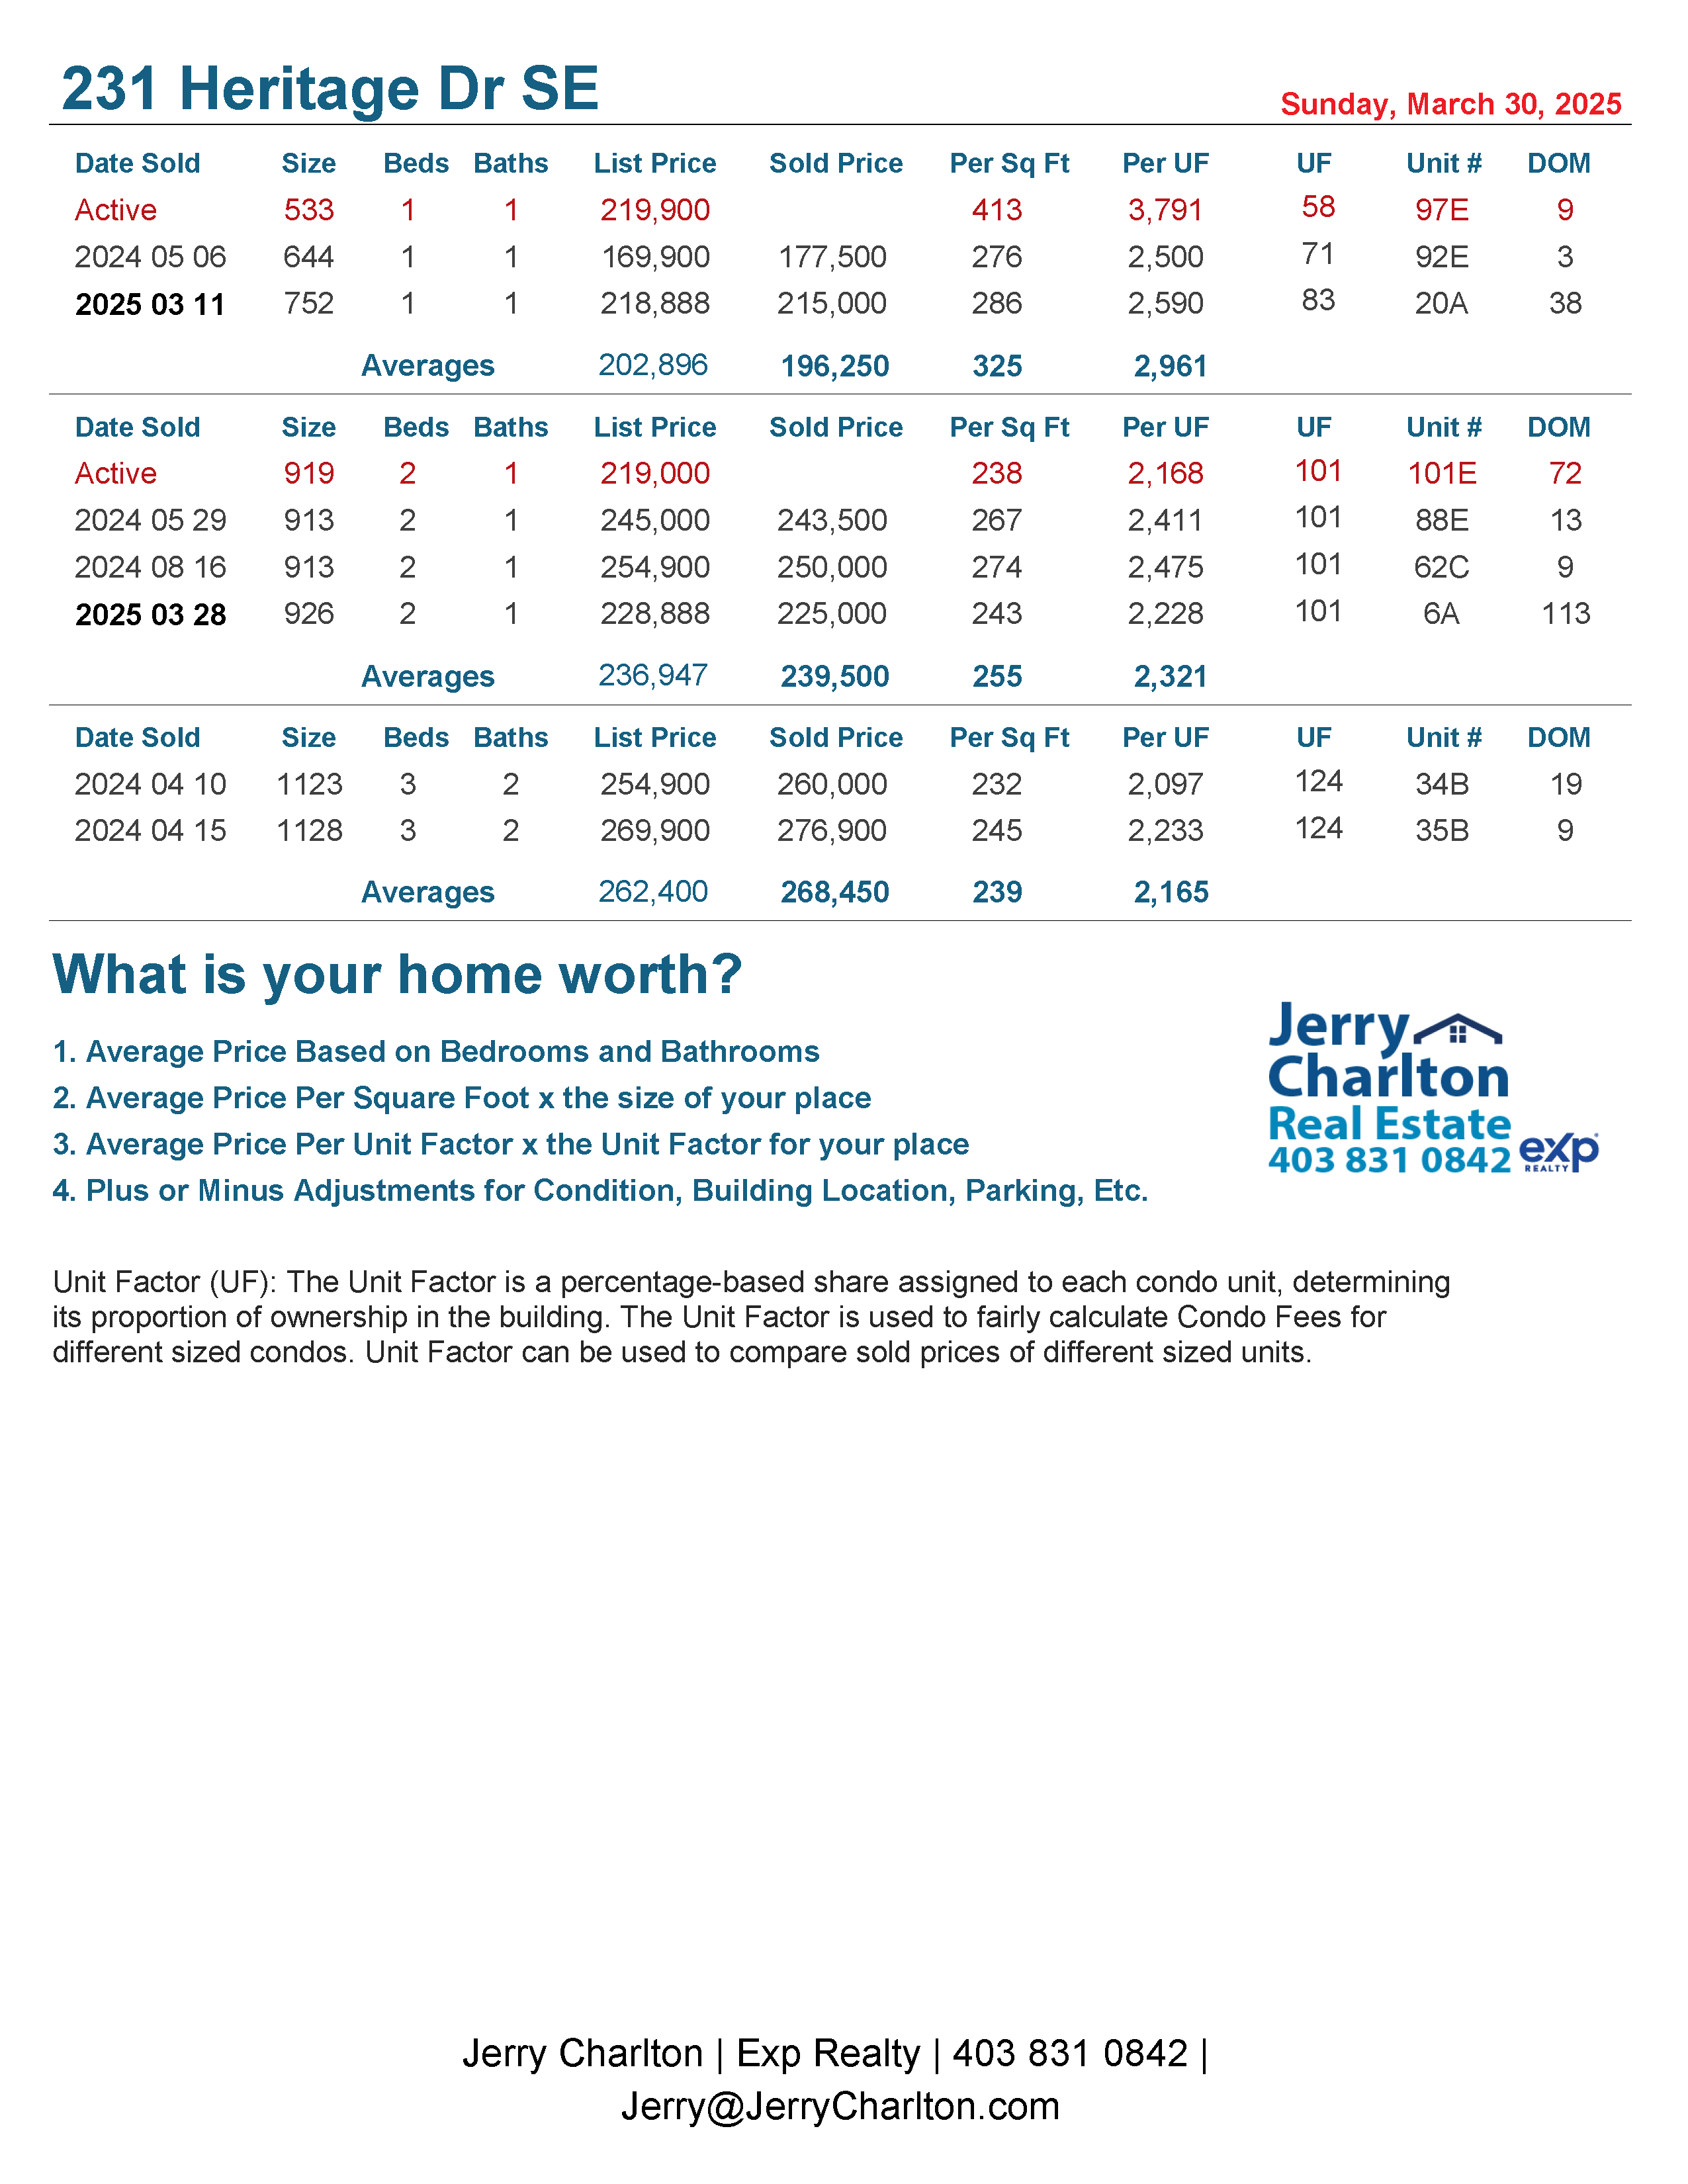 231 Heritage Dr SE
Sunday, March 30, 2025
Date Sold Size Beds Baths List Price Sold Price Per Sq Ft Per UF UF Unit # DOM
Active 533 1 1 219,900 413 3,791 58 97E 9
2024 05 06 644 1 1 169,900 177,500 276 2,500 71 92E 3
2025 03 11 752 1 1 218,888 215,000 286 2,590 83 20A 38
Averages 202,896 196,250 325 2,961
Date Sold Size Beds Baths List Price Sold Price Per Sq Ft Per UF UF Unit # DOM
Active 919 2 1 219,000 238 2,168 101 101E 72
2024 05 29 913 2 1 245,000 243,500 267 2,411 101 88E 13
2024 08 16 913 2 1 254,900 250,000 274 2,475 101 62C 9
2025 03 28 926 2 1 228,888 225,000 243 2,228 101 6A 113
Averages 236,947 239,500 255 2,321
Date Sold Size Beds Baths List Price Sold Price Per Sq Ft Per UF UF Unit # DOM
2024 04 10 1123 3 2 254,900 260,000 232 2,097 124 34B 19
2024 04 15 1128 3 2 269,900 276,900 245 2,233 124 35B 9
Averages 262,400 268,450 239 2,165
What is your home worth?
1. Average Price Based on Bedrooms and Bathrooms
2. Average Price Per Square Foot x the size of your place
3. Average Price Per Unit Factor x the Unit Factor for your place
4. Plus or Minus Adjustments for Condition, Building Location, Parking, Etc.
Jerry
Charlton
Real Estate
403 831 0842
exp
REALTY
Unit Factor (UF): The Unit Factor is a percentage-based share assigned to each condo unit, determining
its proportion of ownership in the building. The Unit Factor is used to fairly calculate Condo Fees for
different sized condos. Unit Factor can be used to compare sold prices of different sized units.
Jerry Charlton | Exp Realty | 403 831 0842 |
Jerry@JerryCharlton.com